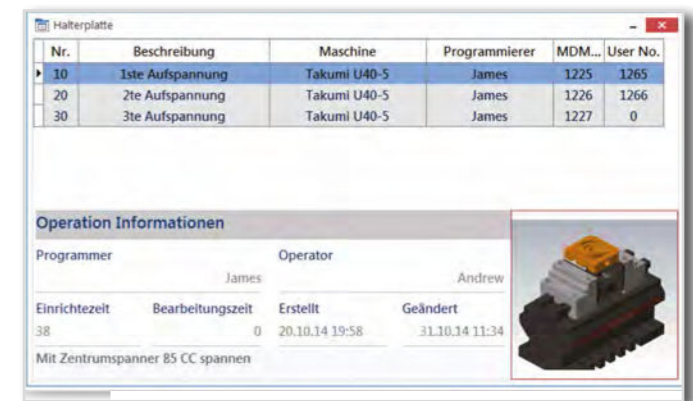 Halterplatte
Nr. Beschreibung Maschine Programmierer MDM... User No.
10 1ste Aufspannung Takumi U40-5 James 1225 1265
20 2te Aufspannung Takumi U40-5 James 1226 1266
30 3te Aufspannung Takumi U40-5 James 1227 0
Operation Informationen
Programmer Operator
James Andrew
Einrichtezeit Bearbeitungszeit Erstellt Geändert
38 0 20.10.14 19:58 31.10.14 11:34
Mit Zentrumspanner 85 CC spannen